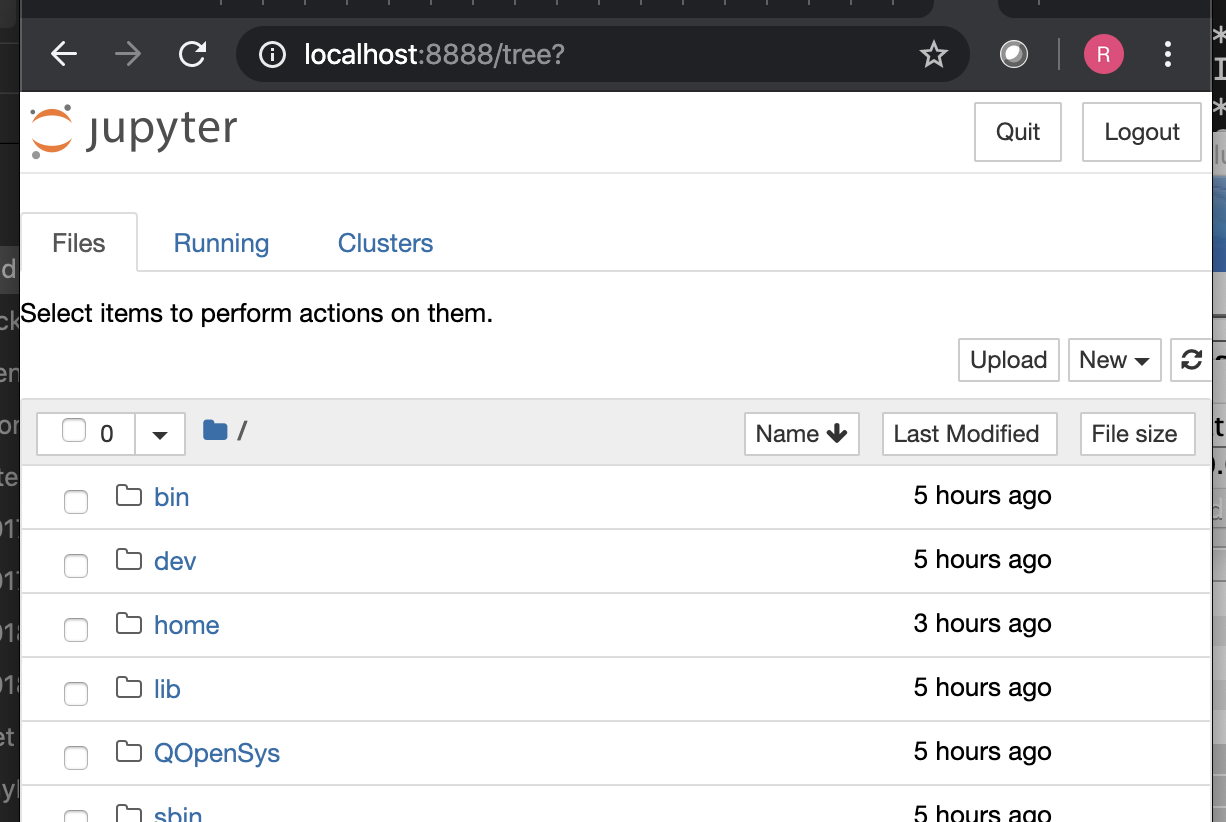 localhost:8888/tree?
R
jupyter
Quit Logout
Files Running Clusters
Select items to perform actions on them.
Upload New
0 /
Name Last Modified File size
bin 5 hours ago
dev 5 hours ago
home 3 hours ago
lib 5 hours ago
QOpenSys 5 hours ago
sbin 5 hours ago